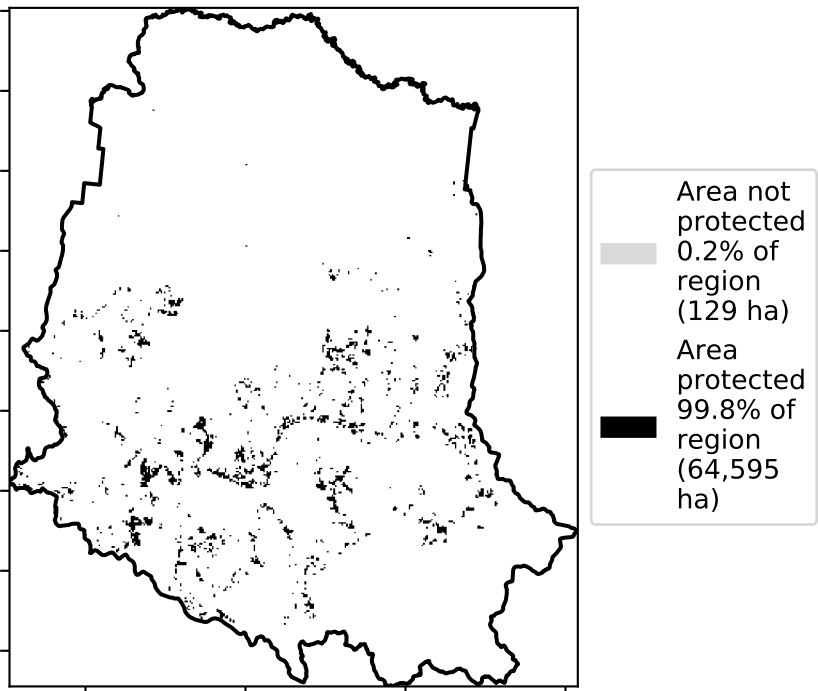 Area not
protected
0.2% of
region
(129 ha)
Area
protected
99.8% of
region
(64,595
ha)